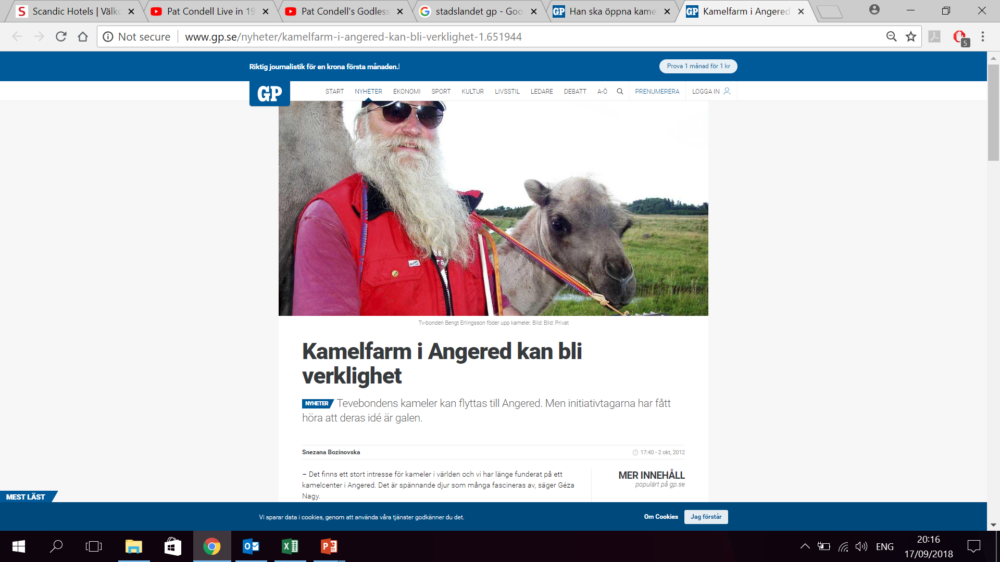 Scandic Hotels | Välko
Pat Condell Live in 19
Pat Condell's Godless
stadslandet gp - Goo
Han ska öppna kame
Kamelfarm i Angered
Not secure
www.gp.se/nyheter/kamelfarm-i-angered-kan-bli-verklighet-1.651944
5
Riktig journalistik för en krona första månaden.
Prova 1 månad för 1 kr
GP
START NYHETER EKONOMI SPORT KULTUR LIVSSTIL LEDARE DEBATT A-Ö PRENUMERERA LOGGA IN
Tv-bonden Bengt Erlingsson föder upp kameler. Bild: Bild: Privat
Kamelfarm i Angered kan bli
verklighet
NYHETER Tevebondens kameler kan flyttas till Angered. Men initiativtagarna har fått
höra att deras idé är galen.
Snezana Bozinovska
17:40 - 2 okt, 2012
– Det finns ett stort intresse för kameler i världen och vi har länge funderat på ett
kamelcenter i Angered. Det är spännande djur som många fascineras av, säger Géza
Nagy.
MER INNEHÅLL
populärt på gp.se
MEST LÄST
Vi sparar data i cookies, genom att använda våra tjänster godkänner du det.
Om Cookies
Jag förstår
ENG
20:16
17/09/2018